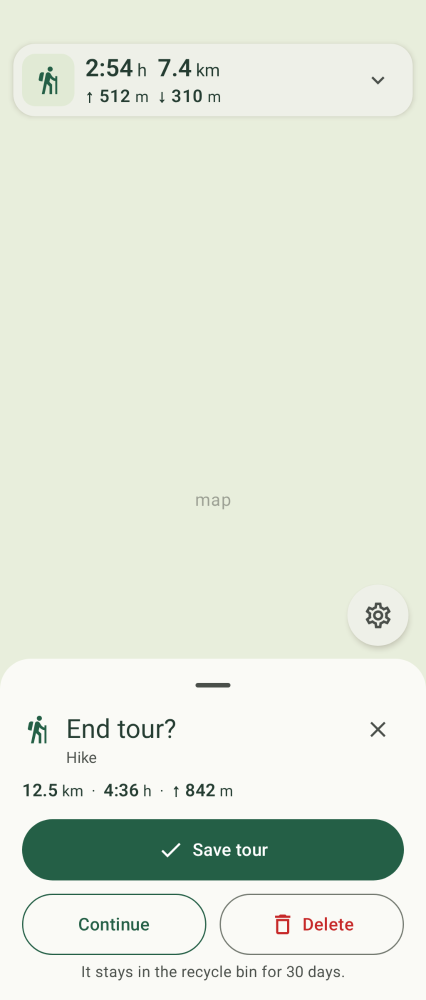 2:54 h 7.4 km
↑ 512 m ↓ 310 m
map
End tour?
Hike
12.5 km · 4:36 h · ↑ 842 m
Save tour
Continue
Delete
It stays in the recycle bin for 30 days.